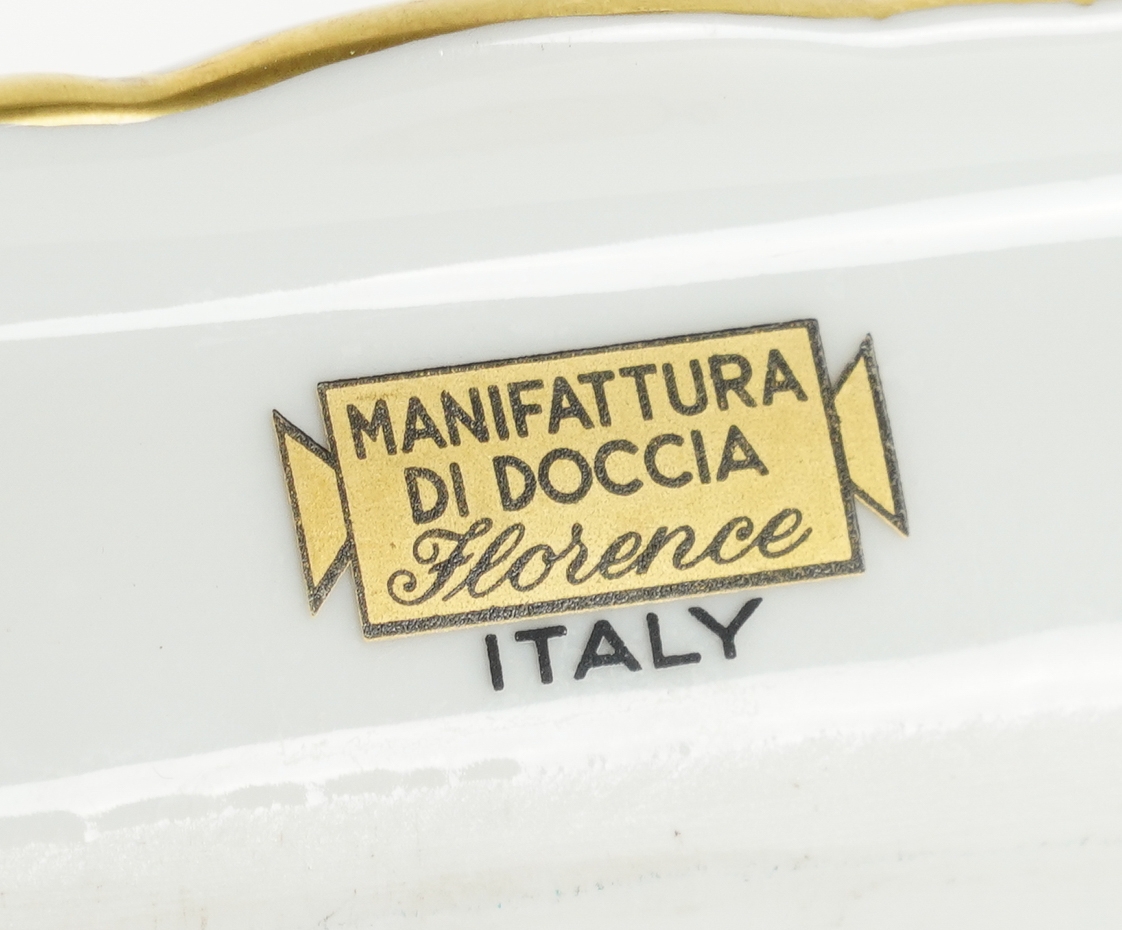 MANIFATTURA
DI DOCCIA
Florence
ITALY